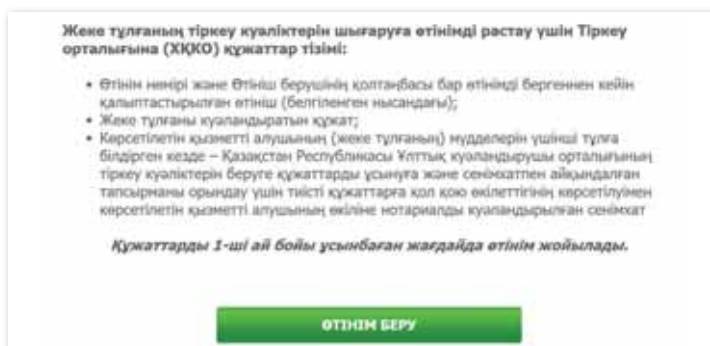 Жеке тұлғаның тіркеу куәліктерін шығаруға өтінімді растау үшін Тіркеу
орталығына (ХҚКО) құжаттар тізімі:
• Өтінім нөмірі және Өтініш берушінің қолтаңбасы бар өтінімді бергеннен кейін
қалыптастырылған өтініш (белгіленген нысандағы);
• Жеке тұлғаны куәландыратын құжат;
• Көрсетілетін қызметті алушының (жеке тұлғаның) мүдделерін үшінші тұлға
білдірген кезде – Қазақстан Республикасы Ұлттық куәландырушы орталығының
тіркеу куәліктерін беруге құжаттарды ұсынуға және сенімхатпен айқындалған
тапсырманы орындау үшін тиісті құжаттарға қол қою өкілеттігінің көрсетілуімен
көрсетілетін қызметті алушының өкіліне нотариалды куәландырылған сенімхат
Құжаттарды 1-ші ай бойы ұсынбаған жағдайда өтінім жойылады.
ӨТІНІМ БЕРУ